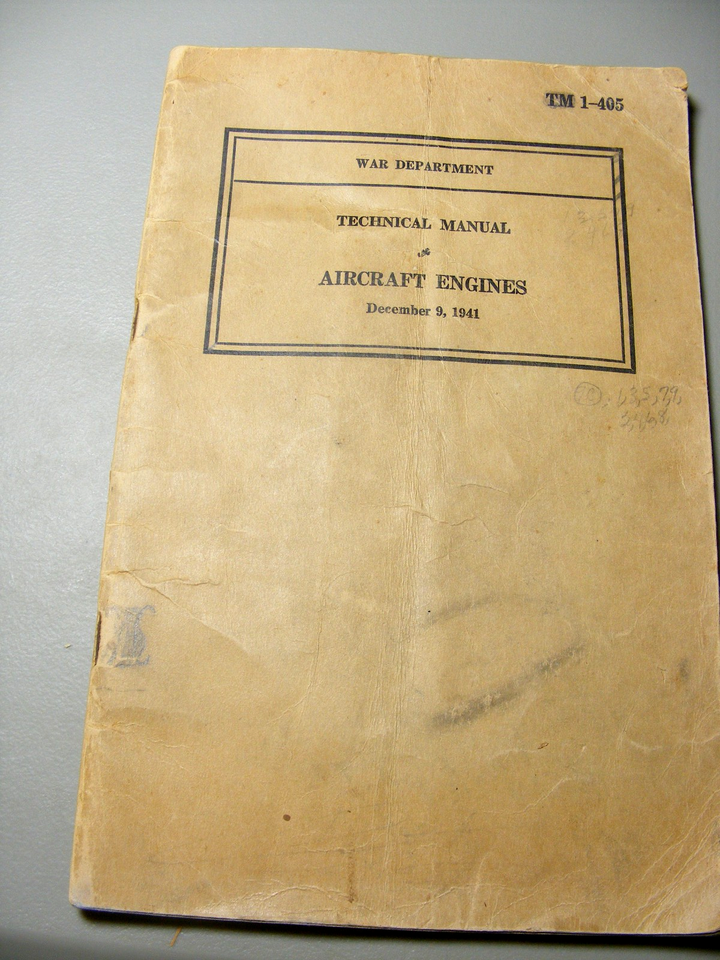 TM 1-405
WAR DEPARTMENT
TECHNICAL MANUAL
AIRCRAFT ENGINES
December 9, 1941